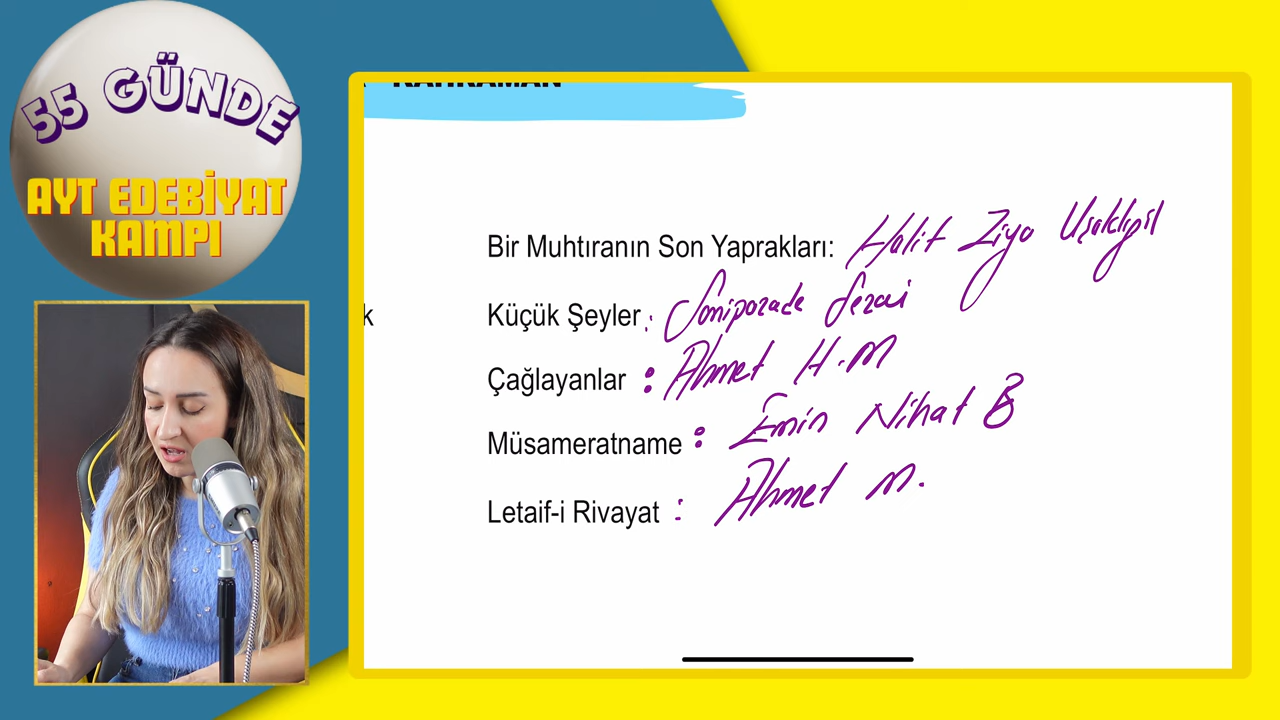 55 GÜNDE
AYT EDEBİYAT
KAMPI
KAHRAMAN
k
Bir Muhtıranın Son Yaprakları: Halit Ziya Uşaklıgil
Küçük Şeyler : Samipaşazade Sezai
Çağlayanlar : Ahmet H.M
Müsameratname : Emin Nihat B
Letaif-i Rivayat : Ahmet M.